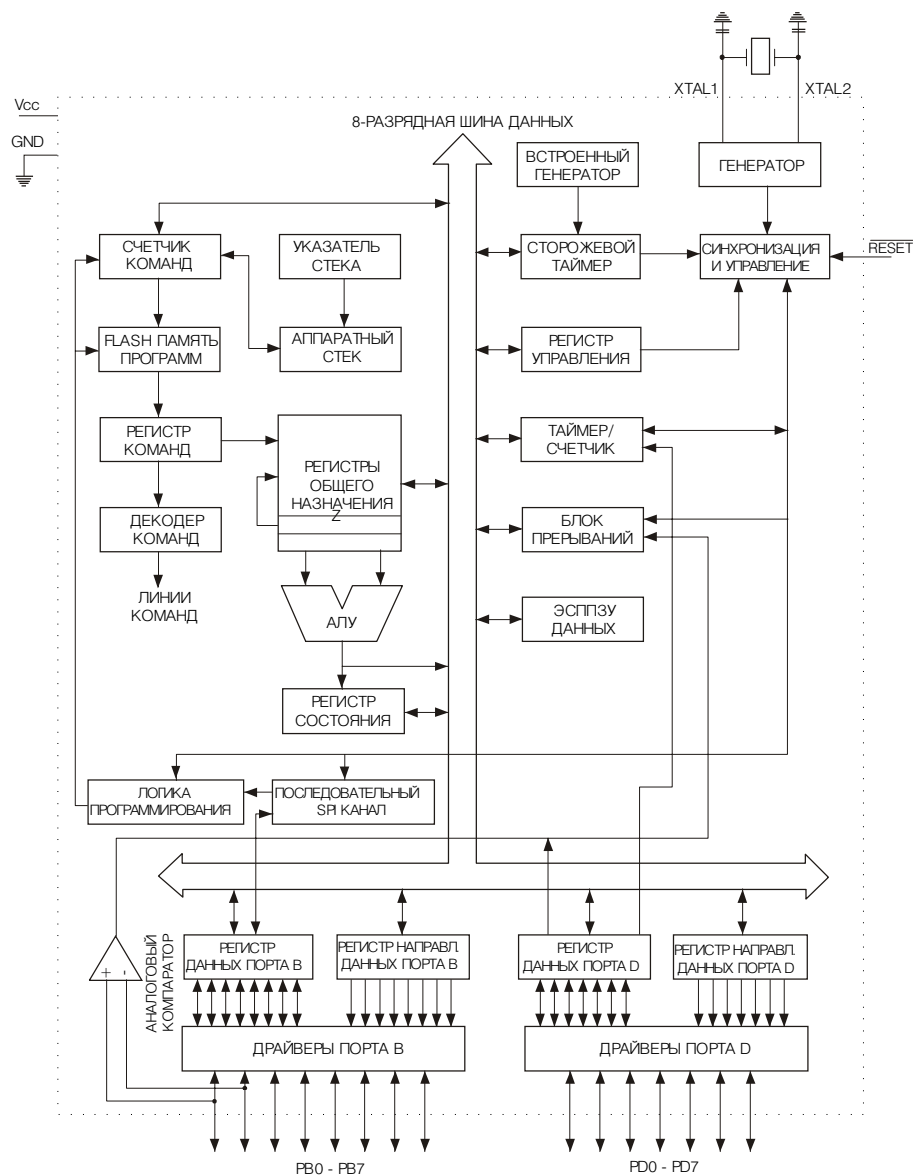 XTAL1
XTAL2
Vcc
GND
8-РАЗРЯДНАЯ ШИНА ДАННЫХ
ВСТРОЕННЫЙ
ГЕНЕРАТОР
ГЕНЕРАТОР
СЧЕТЧИК
КОМАНД
УКАЗАТЕЛЬ
СТЕКА
СТОРОЖЕВОЙ
ТАЙМЕР
СИНХРОНИЗАЦИЯ
И УПРАВЛЕНИЕ
RESET
FLASH ПАМЯТЬ
ПРОГРАММ
АППАРАТНЫЙ
СТЕК
РЕГИСТР
УПРАВЛЕНИЯ
РЕГИСТР
КОМАНД
РЕГИСТРЫ
ОБЩЕГО
НАЗНАЧЕНИЯ
Z
ТАЙМЕР/
СЧЕТЧИК
ДЕКОДЕР
КОМАНД
БЛОК
ПРЕРЫВАНИЙ
ЛИНИИ
КОМАНД
АЛУ
ЭСППЗУ
ДАННЫХ
РЕГИСТР
СОСТОЯНИЯ
ЛОГИКА
ПРОГРАММИРОВАНИЯ
ПОСЛЕДОВАТЕЛЬНЫЙ
SPI КАНАЛ
+ -
АНАЛОГОВЫЙ
КОМПАРАТОР
РЕГИСТР
ДАННЫХ ПОРТА В
РЕГИСТР НАПРАВЛ.
ДАННЫХ ПОРТА В
РЕГИСТР
ДАННЫХ ПОРТА D
РЕГИСТР НАПРАВЛ.
ДАННЫХ ПОРТА D
ДРАЙВЕРЫ ПОРТА В
ДРАЙВЕРЫ ПОРТА D
PB0 - PB7
PD0 - PD7